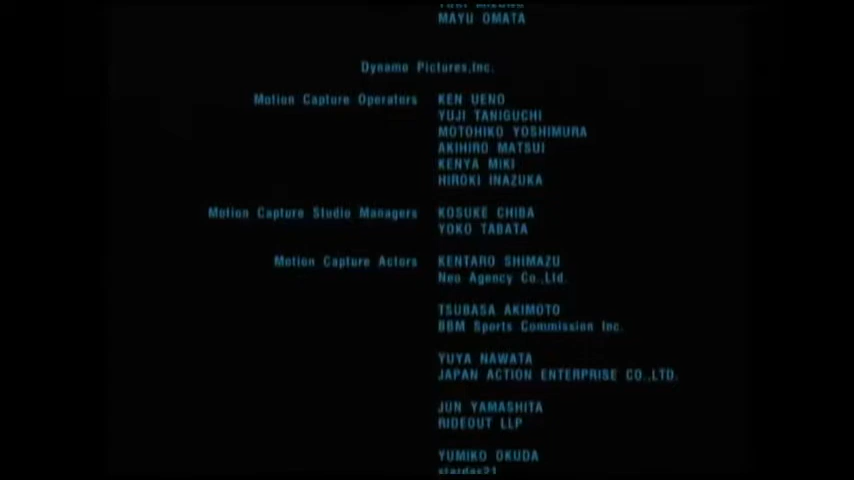 MAYU OMATA
Dynamo Pictures,Inc.
Motion Capture Operators KEN UENO
YUJI TANIGUCHI
MOTOHIKO YOSHIMURA
AKIHIRO MATSUI
KENYA MIKI
HIROKI INAZUKA
Motion Capture Studio Managers KOSUKE CHIBA
YOKO TABATA
Motion Capture Actors KENTARO SHIMAZU
Neo Agency Co.,Ltd.
TSUBASA AKIMOTO
BBM Sports Commission Inc.
YUYA NAWATA
JAPAN ACTION ENTERPRISE CO.,LTD.
JUN YAMASHITA
RIDEOUT LLP
YUMIKO OKUDA